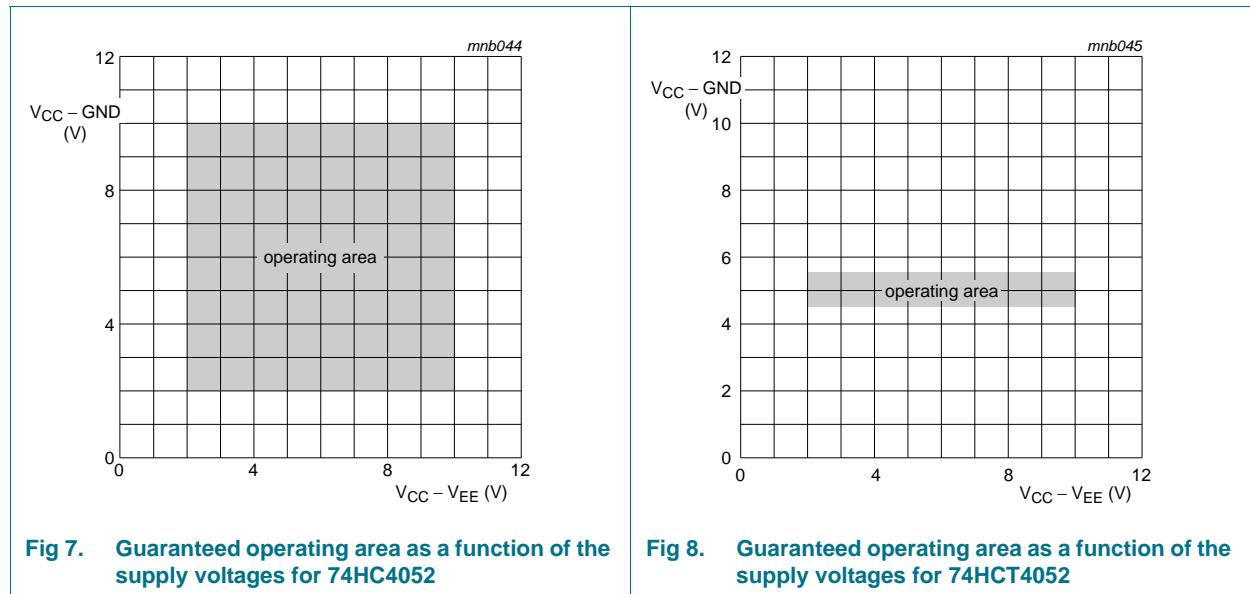 mnb044
12
VCC – GND
(V)
8
operating area
4
0
0
4
8
12
VCC – VEE (V)
Fig 7. Guaranteed operating area as a function of the
supply voltages for 74HC4052
mnb045
12
VCC – GND
(V)
10
8
6
operating area
4
2
0
0
4
8
12
VCC – VEE (V)
Fig 8. Guaranteed operating area as a function of the
supply voltages for 74HCT4052